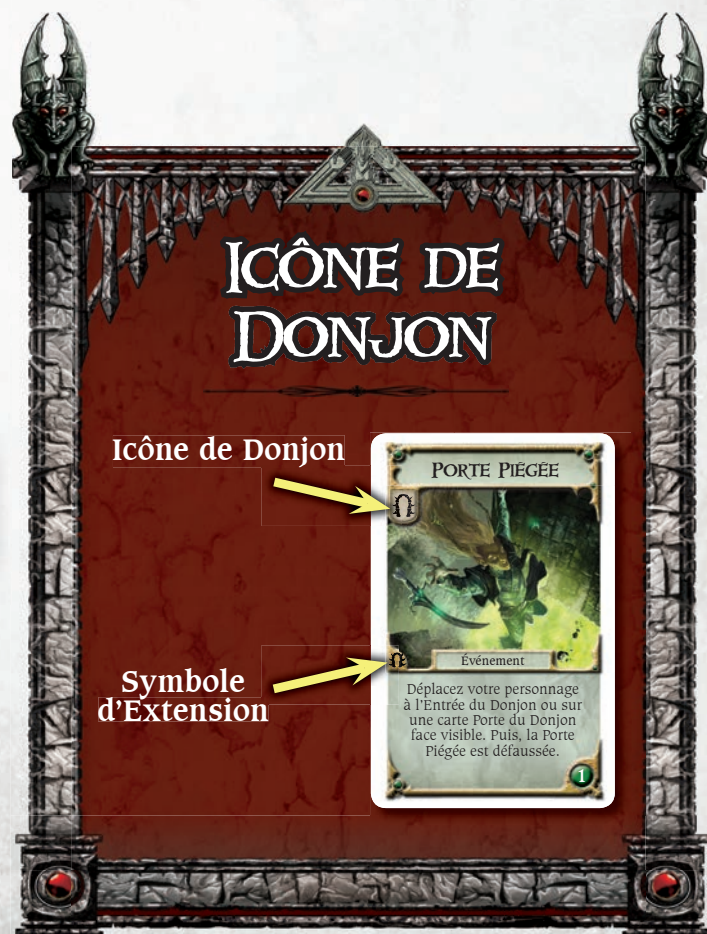 Icône de
Donjon
Icône de Donjon
Porte Piégée
Événement
Symbole
d'Extension
Déplacez votre personnage
à l'Entrée du Donjon ou sur
une carte Porte du Donjon
face visible. Puis, la Porte
Piégée est défaussée.
1